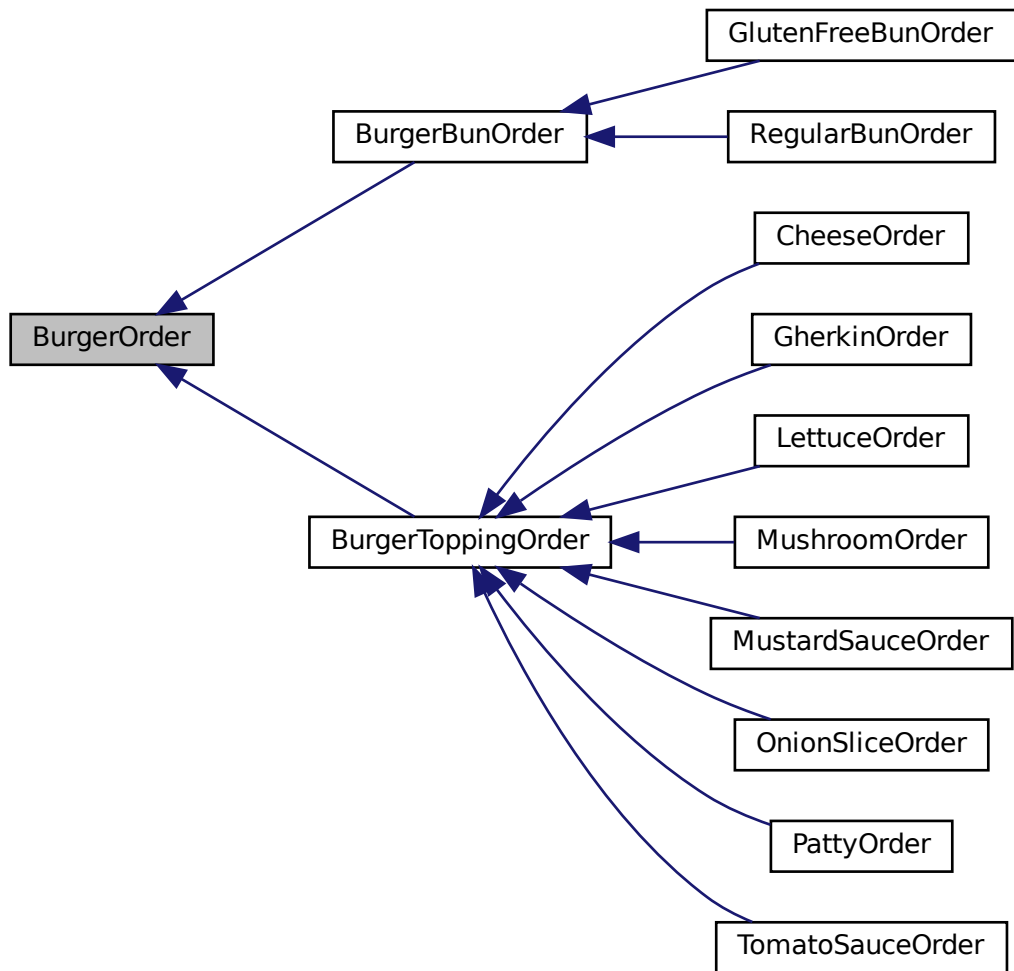 GlutenFreeBunOrder
BurgerBunOrder
RegularBunOrder
CheeseOrder
BurgerOrder
GherkinOrder
LettuceOrder
BurgerToppingOrder
MushroomOrder
MustardSauceOrder
OnionSliceOrder
PattyOrder
TomatoSauceOrder